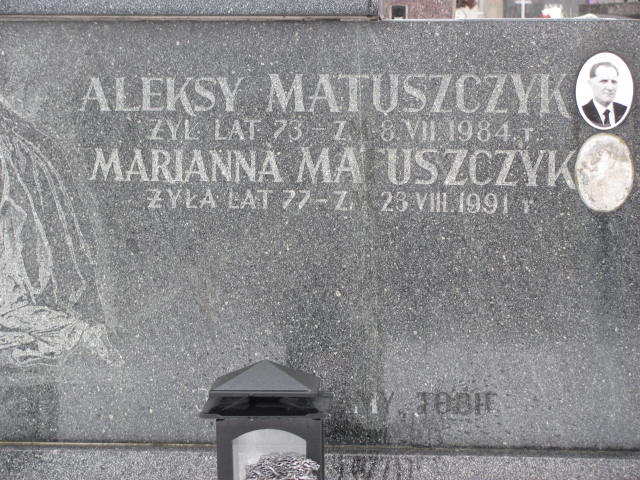 ALEKSY MATUSZCZYK
ŻYŁ LAT 73 - Z. 8.VII.1984.r.
MARIANNA MATUSZCZYK
ŻYŁA LAT 77 - Z. 23 VIII.1991 r.
TOBIE